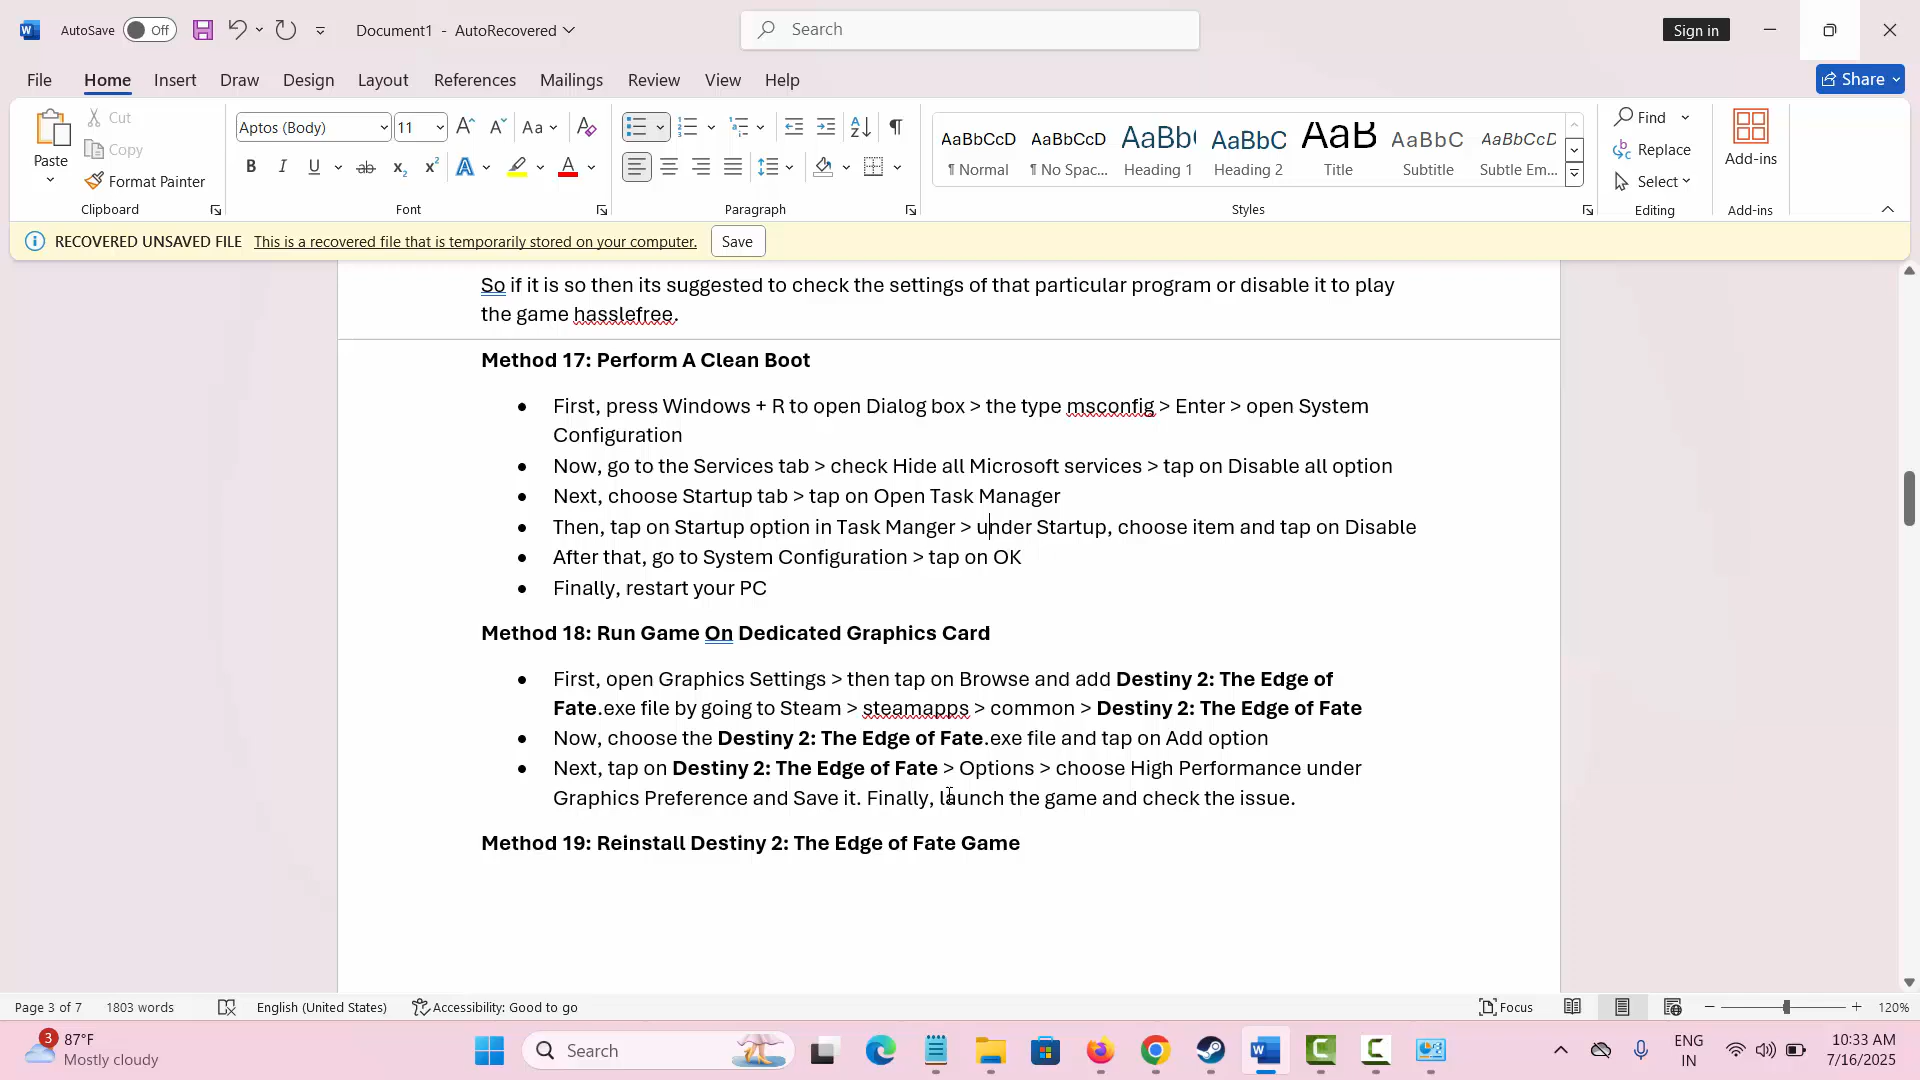 AutoSave Off Document1 - AutoRecovered Search Sign in
File Home Insert Draw Design Layout References Mailings Review View Help Share
Paste Cut Copy Format Painter Clipboard
Aptos (Body) 11 Font
Paragraph
AaBbCcD AaBbCcD AaBb( AaBbC AaB AaBbC AaBbCcD
¶ Normal ¶ No Spac... Heading 1 Heading 2 Title Subtitle Subtle Em...
Styles
Find Replace Select Editing
Add-ins Add-ins
RECOVERED UNSAVED FILE This is a recovered file that is temporarily stored on your computer. Save
So if it is so then its suggested to check the settings of that particular program or disable it to play
the game hasslefree.
Method 17: Perform A Clean Boot
• First, press Windows + R to open Dialog box > the type msconfig > Enter > open System
Configuration
• Now, go to the Services tab > check Hide all Microsoft services > tap on Disable all option
• Next, choose Startup tab > tap on Open Task Manager
• Then, tap on Startup option in Task Manger > under Startup, choose item and tap on Disable
• After that, go to System Configuration > tap on OK
• Finally, restart your PC
Method 18: Run Game On Dedicated Graphics Card
• First, open Graphics Settings > then tap on Browse and add Destiny 2: The Edge of
Fate.exe file by going to Steam > steamapps > common > Destiny 2: The Edge of Fate
• Now, choose the Destiny 2: The Edge of Fate.exe file and tap on Add option
• Next, tap on Destiny 2: The Edge of Fate > Options > choose High Performance under
Graphics Preference and Save it. Finally, launch the game and check the issue.
Method 19: Reinstall Destiny 2: The Edge of Fate Game
Page 3 of 7 1803 words English (United States) Accessibility: Good to go Focus 120%
3 87°F Mostly cloudy
Search
ENG IN
10:33 AM 7/16/2025